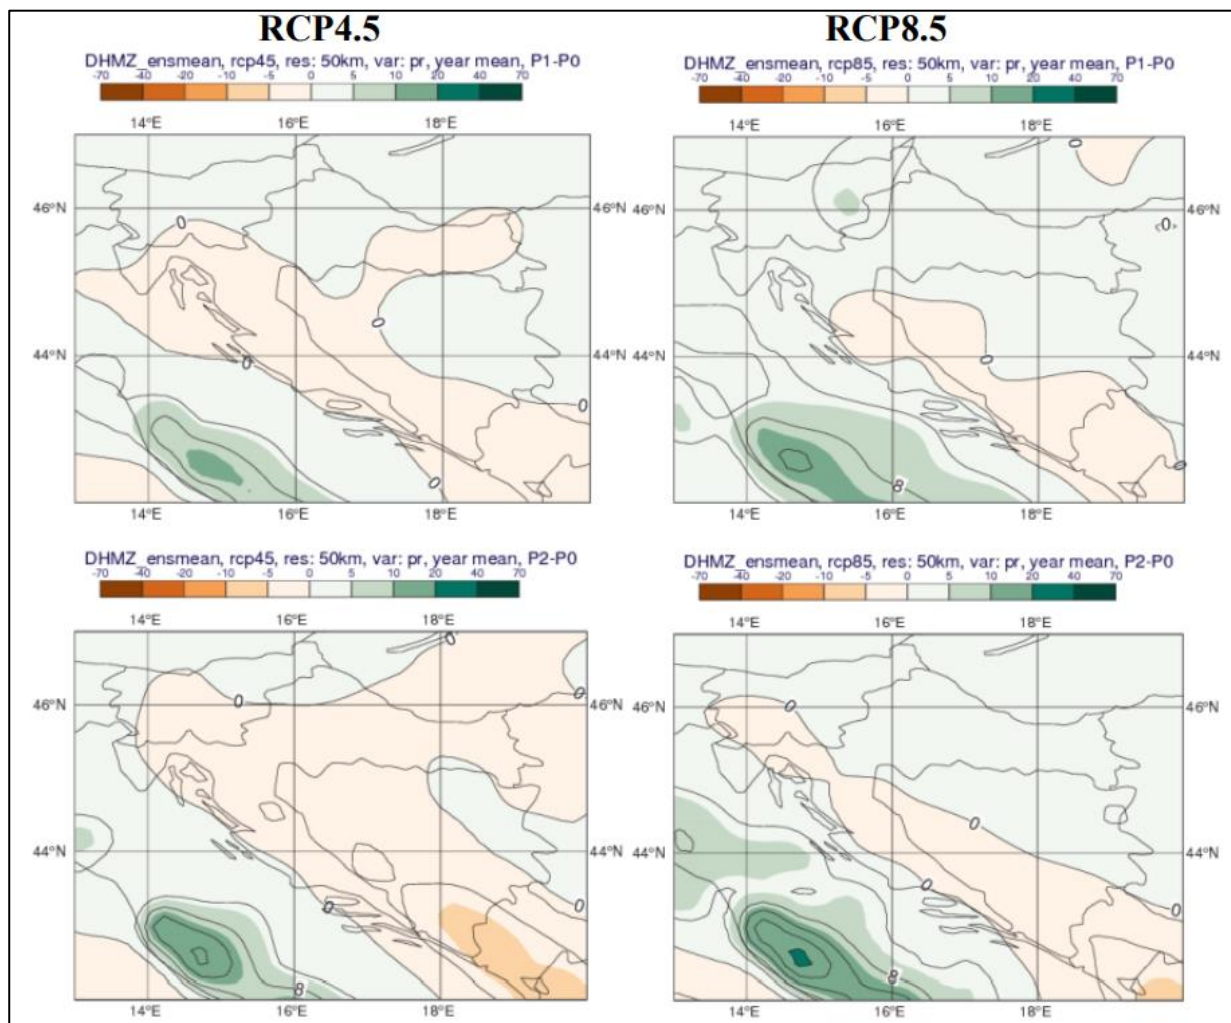 RCP4.5 RCP8.5
DHMZ_ensmean, rcp45, res: 50km, var: pr, year mean, P1-P0
-70 -40 -20 -10 -5 0 5 10 20 40 70
14°E 16°E 18°E
46°N 46°N
44°N 44°N
0
0
0
0
0
0
14°E 16°E 18°E
DHMZ_ensmean, rcp85, res: 50km, var: pr, year mean, P1-P0
-70 -40 -20 -10 -5 0 5 10 20 40 70
14°E 16°E 18°E
46°N 46°N
44°N 44°N
0
0
0
0
8
14°E 16°E 18°E
DHMZ_ensmean, rcp45, res: 50km, var: pr, year mean, P2-P0
-70 -40 -20 -10 -5 0 5 10 20 40 70
14°E 18°E
46°N 46°N
44°N 44°N
0
0
0
0
0
8
14°E 16°E 18°E
DHMZ_ensmean, rcp85, res: 50km, var: pr, year mean, P2-P0
-70 -40 -20 -10 -5 0 5 10 20 40 70
14°E 18°E
46°N 46°N
44°N 44°N
0
0
0
0
8
14°E 16°E 18°E